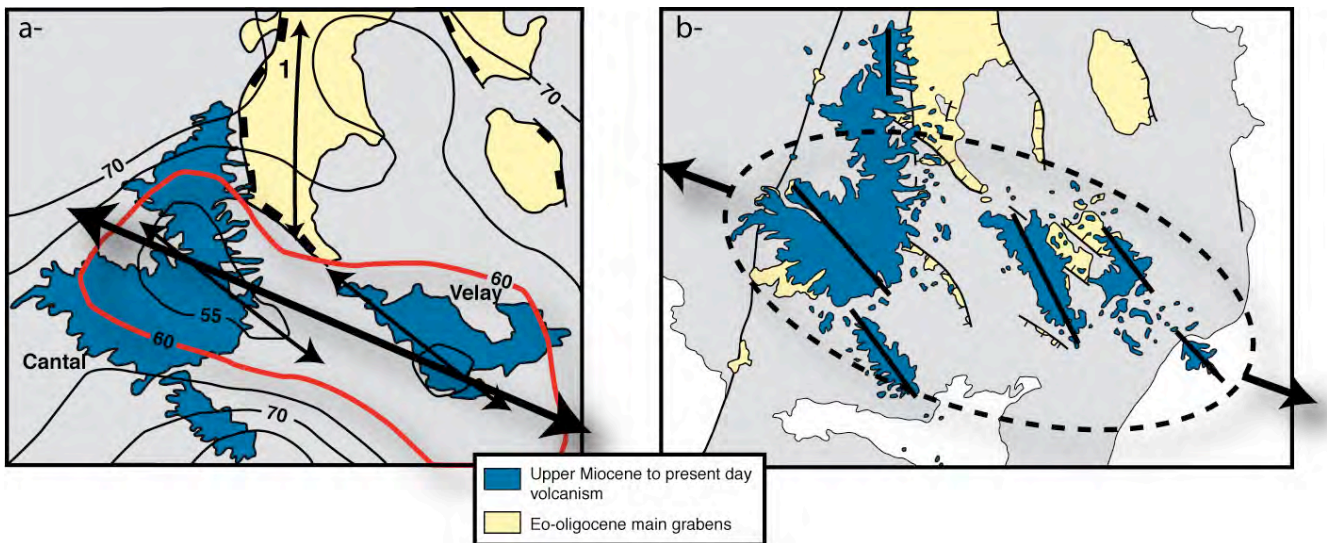 a-
1
70
70
60
Velay
55
60
Cantal
70
b-
Upper Miocene to present day
volcanism
Eo-oligocene main grabens